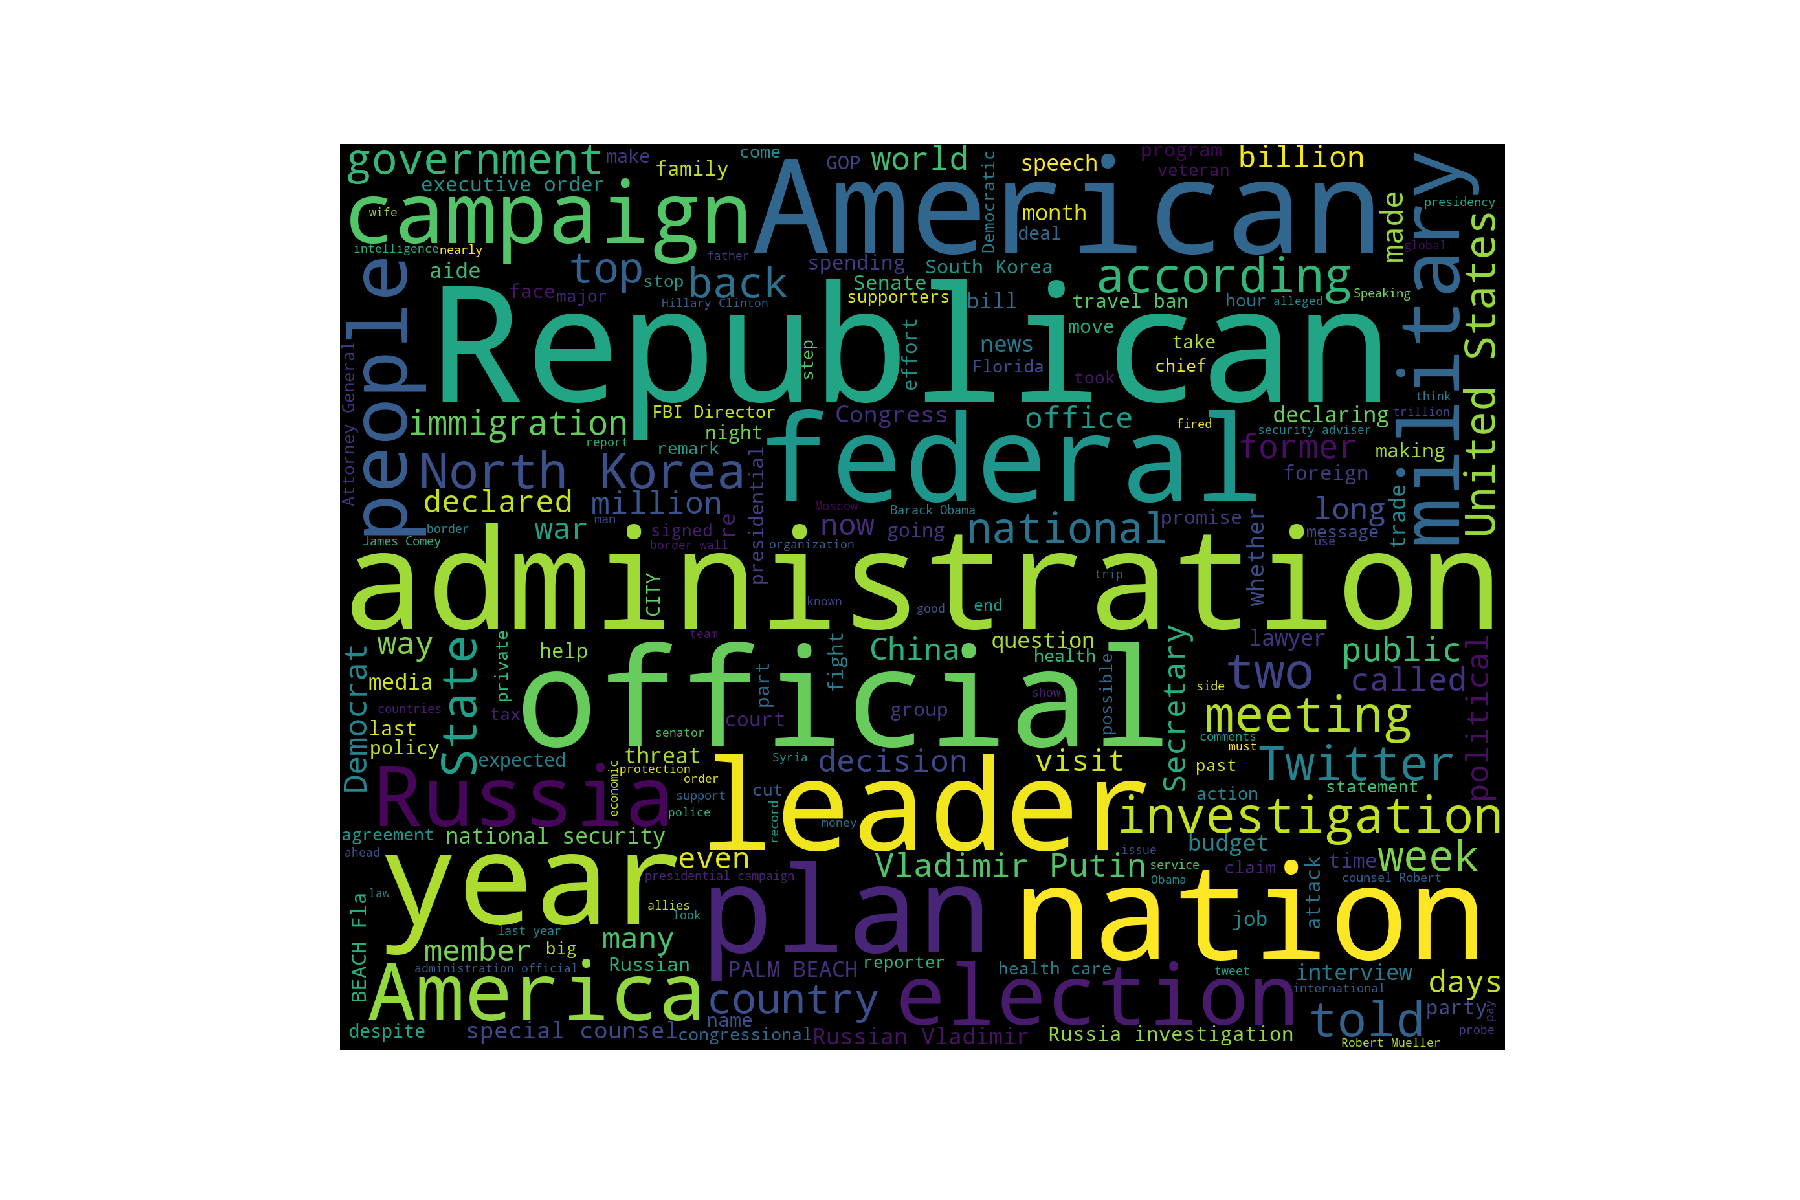 government
make
come
GOP
world
speech
program
billion
family
veteran
executive order
Democratic
American
military
presidency
campaign
wife
month
made
intelligence
nearly
deal
father
global
United States
people
aide
top
stop
back
spending
South Korea
according
face
major
Senate
Hillary Clinton
supporters
bill
travel ban
hour
alleged
Speaking
Republican
move
effort
step
news
take
Florida
chief
took
Attorney General
think
immigration
FBI Director
Congress
office
declaring
trillion
night
fired
security adviser
report
remark
federal
former
making
North Korea
presidential
foreign
declared
million
Moscow
Barack Obama
long
trade
border
man
war
signed
re
now
going
national
promise
whether
message
James Comey
border wall
organization
use
administration
CITY
trip
known
good
end
way
State
private
team
help
official
fight
China
question
Secretary
lawyer
public
health
Democrat
media
part
possible
side
two
called
political
show
countries
tax
court
group
last
senator
meeting
policy
comments
expected
threat
Syria
decision
visit
must
Twitter
Russia
economic
protection
order
leader
past
support
cut
action
statement
police
record
money
investigation
agreement
national security
budget
ahead
year
even
Vladimir Putin
issue
service
claim
time
week
presidential campaign
Obama
counsel Robert
law
allies
look
plan
nation
attack
BEACH Fla
last year
job
member
big
many
administration official
Russian
PALM BEACH
reporter
health care
tweet
interview
days
America
country
election
international
told
party
pay
name
despite
special counsel
congressional
Russian Vladimir
Russia investigation
probe
Robert Mueller